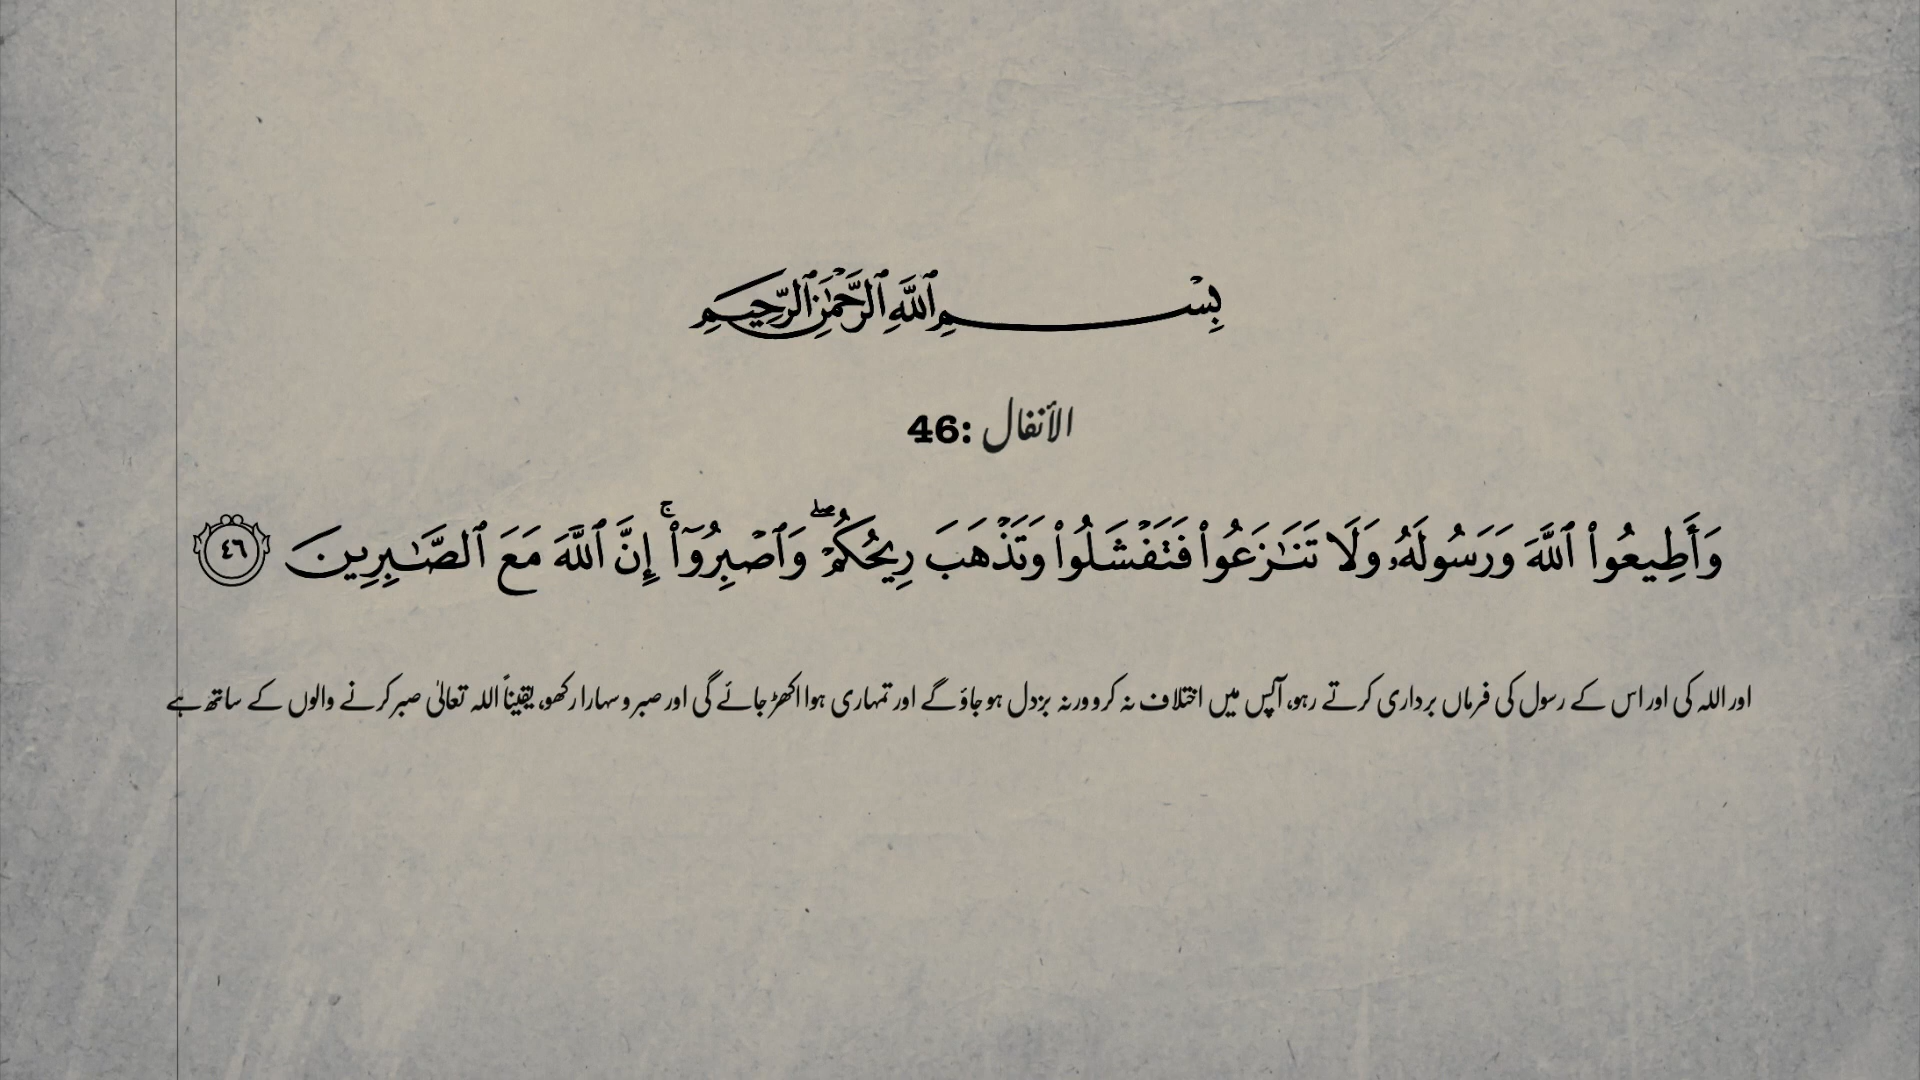 بِسْمِ ٱللَّهِ ٱلرَّحْمَٰنِ ٱلرَّحِيمِ
الأنفال :46
وَأَطِيعُوا۟ ٱللَّهَ وَرَسُولَهُۥ وَلَا تَنَـٰزَعُوا۟ فَتَفْشَلُوا۟ وَتَذْهَبَ رِيحُكُمْ ۖ وَٱصْبِرُوٓا۟ ۚ إِنَّ ٱللَّهَ مَعَ ٱلصَّـٰبِرِينَ ٤٦
اور اللہ کی اور اس کے رسول کی فرماں برداری کرتے رہو، آپس میں اختلاف نہ کرو ورنہ بزدل ہو جاؤ گے اور تمہاری ہوا اکھڑ جائے گی اور صبر و سہارا رکھو، یقیناً اللہ تعالیٰ صبر کرنے والوں کے ساتھ ہے